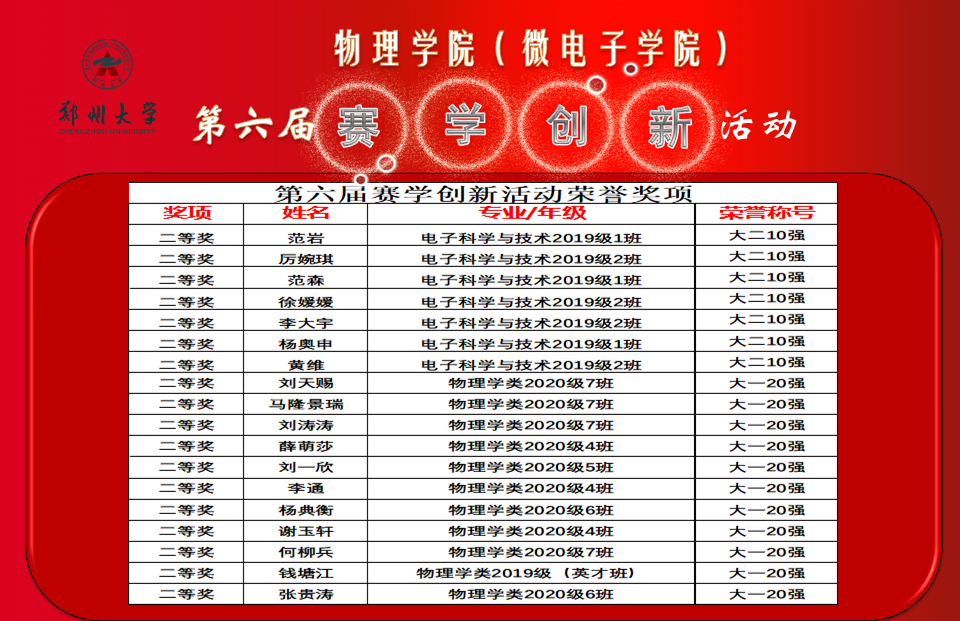 物理学院（微电子学院）
郑州大学
ZHENGZHOU UNIVERSITY
第六届赛学创新活动
第六届赛学创新活动荣誉奖项
奖项 姓名 专业/年级 荣誉称号
二等奖 范岩 电子科学与技术2019级1班 大二10强
二等奖 厉婉琪 电子科学与技术2019级2班 大二10强
二等奖 范森 电子科学与技术2019级1班 大二10强
二等奖 徐媛媛 电子科学与技术2019级2班 大二10强
二等奖 李大宇 电子科学与技术2019级2班 大二10强
二等奖 杨奥申 电子科学与技术2019级1班 大二10强
二等奖 黄维 电子科学与技术2019级2班 大二10强
二等奖 刘天赐 物理学类2020级7班 大一20强
二等奖 马隆景瑞 物理学类2020级7班 大一20强
二等奖 刘涛涛 物理学类2020级7班 大一20强
二等奖 薛萌莎 物理学类2020级4班 大一20强
二等奖 刘一欣 物理学类2020级5班 大一20强
二等奖 李通 物理学类2020级4班 大一20强
二等奖 杨典衡 物理学类2020级6班 大一20强
二等奖 谢玉轩 物理学类2020级4班 大一20强
二等奖 何柳兵 物理学类2020级7班 大一20强
二等奖 钱塘江 物理学类2019级（英才班） 大一20强
二等奖 张贵涛 物理学类2020级6班 大一20强